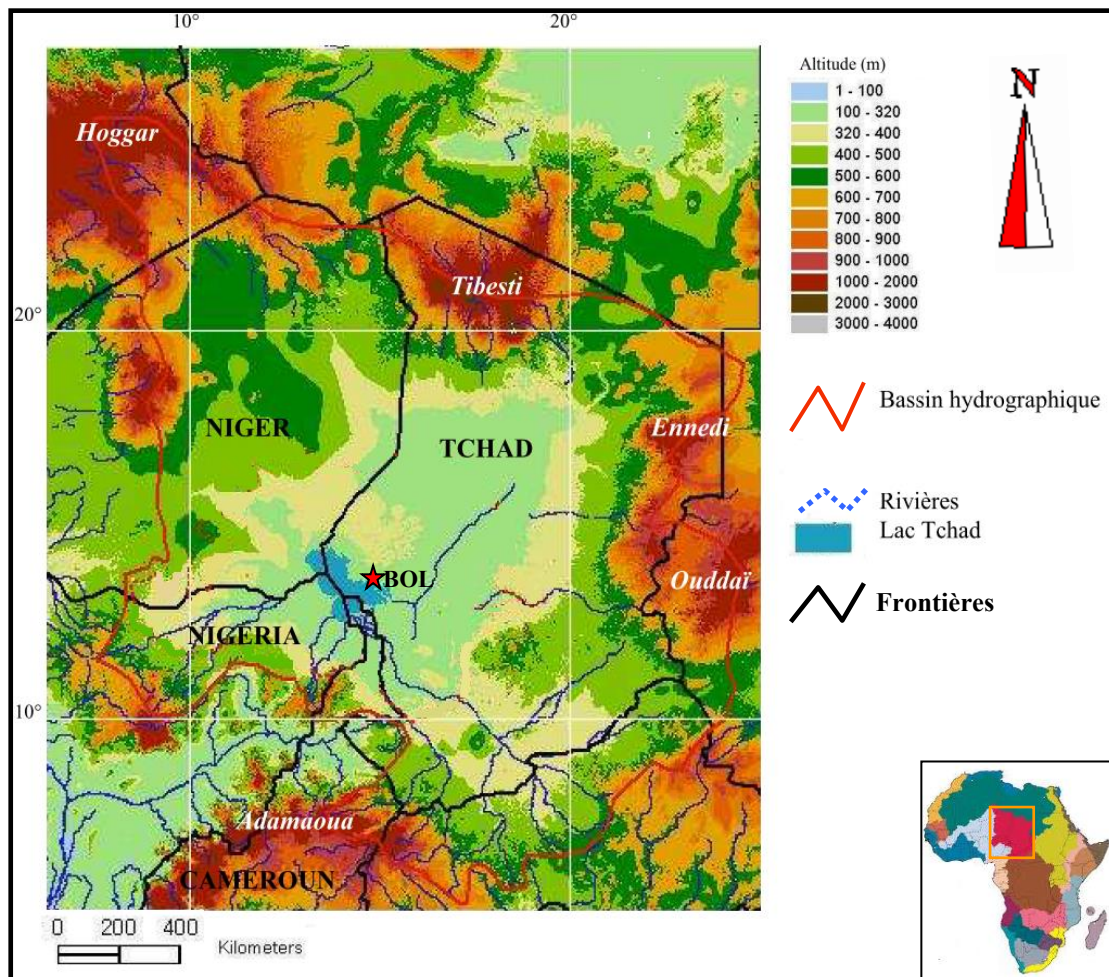 10° 20°
Altitude (m)
1 - 100
100 - 320
320 - 400
400 - 500
500 - 600
600 - 700
700 - 800
800 - 900
900 - 1000
1000 - 2000
2000 - 3000
3000 - 4000
N
Hoggar
Tibesti
20°
NIGER
TCHAD
Ennedi
BOL
Ouddaï
NIGERIA
10°
Adamaoua
CAMEROUN
Bassin hydrographique
Rivières
Lac Tchad
Frontières
0 200 400
Kilometers